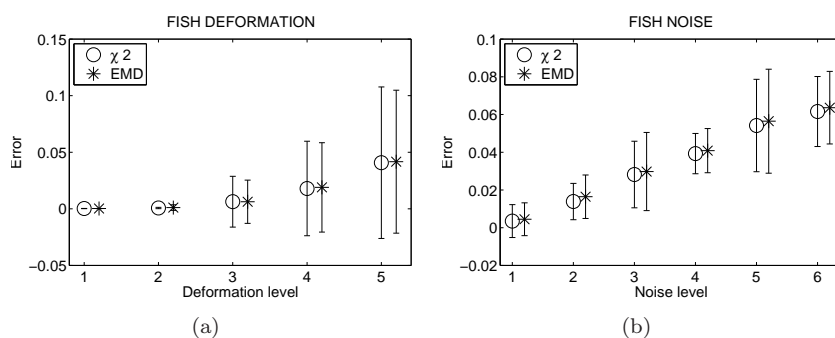 FISH DEFORMATION
χ 2
EMD
0.15
0.1
0.05
0
−0.05
Error
1 2 3 4 5
Deformation level
(a)
FISH NOISE
χ 2
EMD
0.1
0.08
0.06
0.04
0.02
0
−0.02
Error
1 2 3 4 5 6
Noise level
(b)